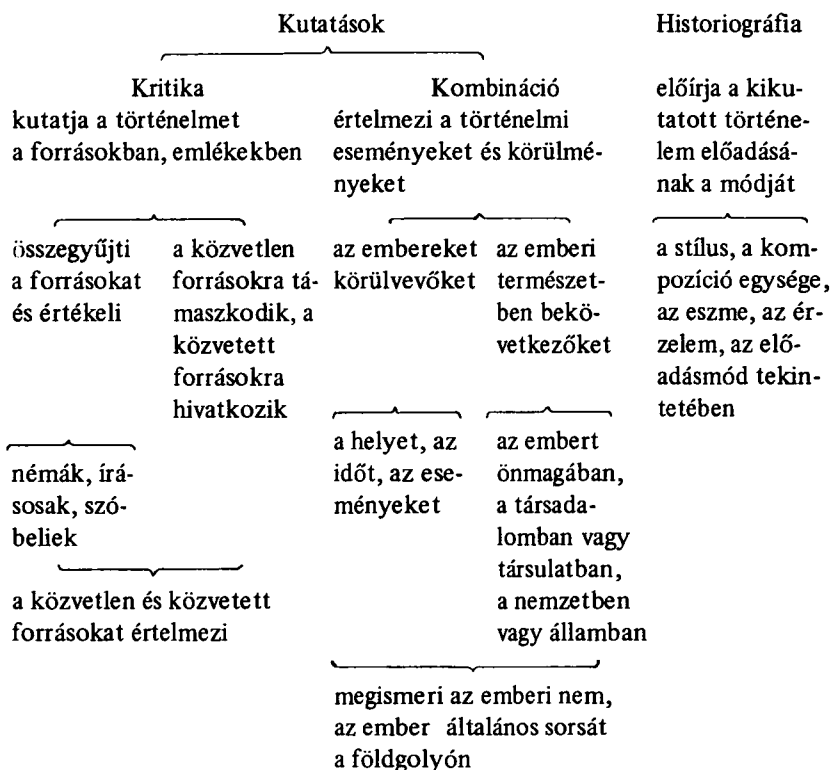 Kutatások
Historiográfia
Kritika
kutatja a történelmet
a forrásokban, emlékekben
Kombináció
értelmezi a történelmi
eseményeket és körülmé-
nyeket
előírja a kiku-
tatott történe-
lem előadásá-
nak a módját
összegyűjti
a forrásokat
és értékeli
a közvetlen
forrásokra tá-
maszkodik, a
közvetett
forrásokra
hivatkozik
az embereket
körülvevőket
az emberi
természet-
ben bekö-
vetkezőket
a stílus, a kom-
pozíció egysége,
az eszme, az ér-
zelem, az elő-
adásmód tekin-
tetében
némák, írá-
sosak, szó-
beliek
a helyet, az
időt, az ese-
ményeket
az embert
önmagában,
a társada-
lomban vagy
társulatban,
a nemzetben
vagy államban
a közvetlen és közvetett
forrásokat értelmezi
megismeri az emberi nem,
az ember általános sorsát
a földgolyón